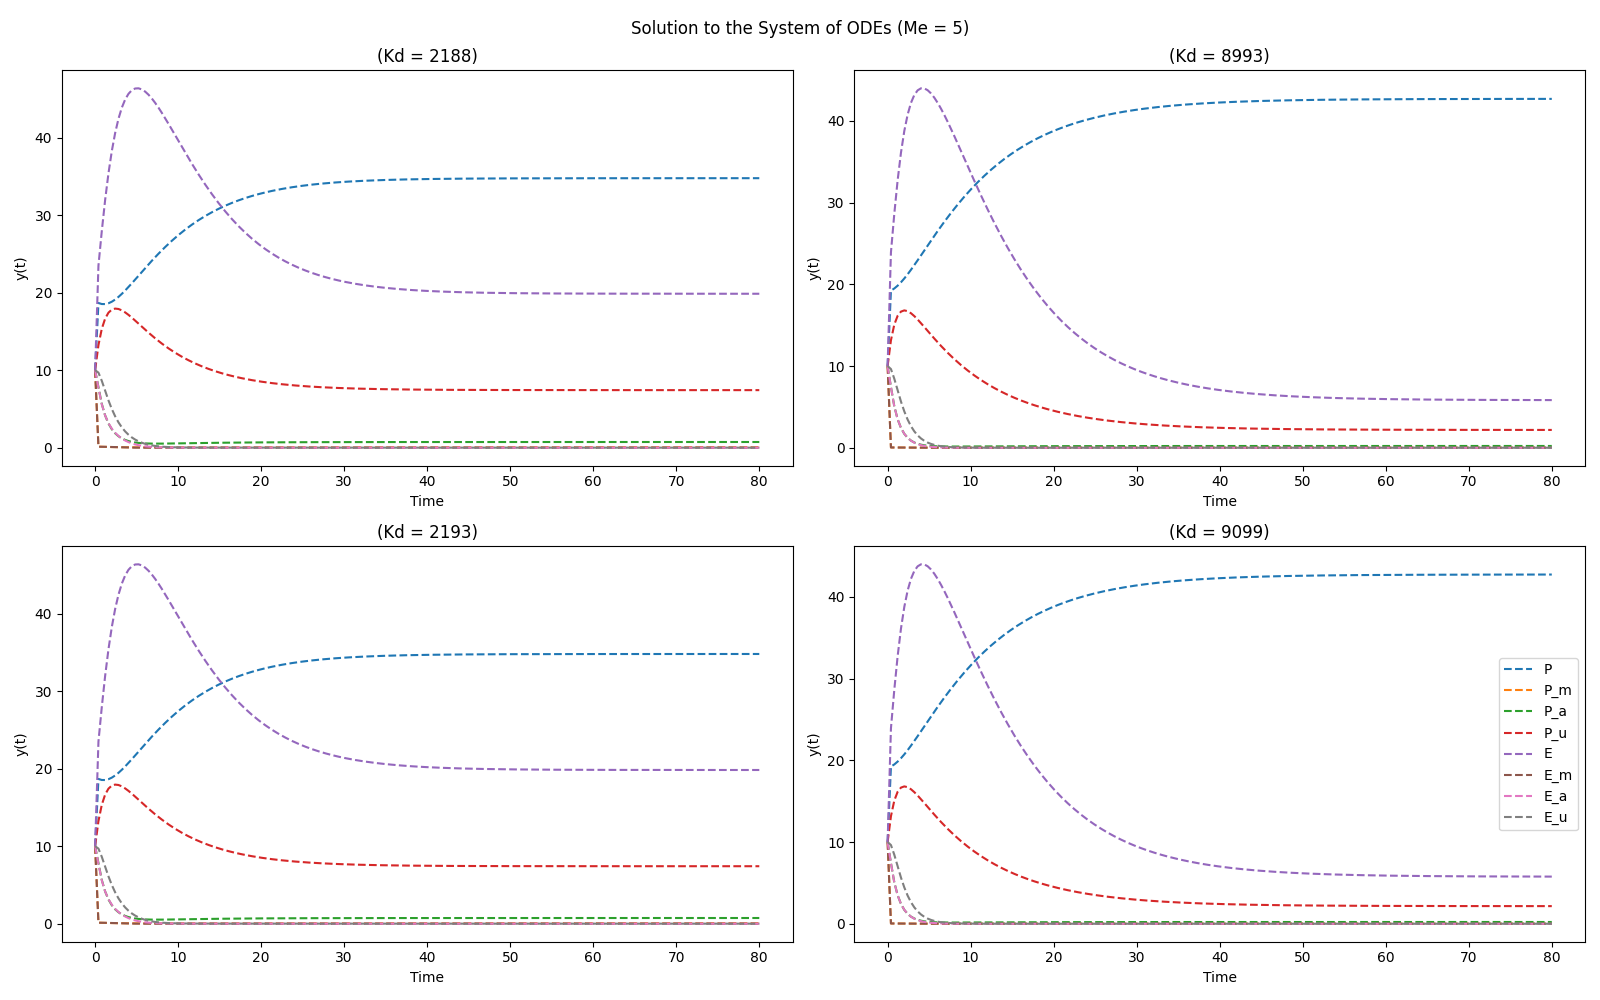 Solution to the System of ODEs (Me = 5)
(Kd = 2188)
y(t)
40
30
20
10
0
0 10 20 30 40 50 60 70 80
Time
(Kd = 8993)
y(t)
40
30
20
10
0
0 10 20 30 40 50 60 70 80
Time
(Kd = 2193)
y(t)
40
30
20
10
0
0 10 20 30 40 50 60 70 80
Time
(Kd = 9099)
y(t)
40
30
20
10
0
0 10 20 30 40 50 60 70 80
Time
P
P_m
P_a
P_u
E
E_m
E_a
E_u